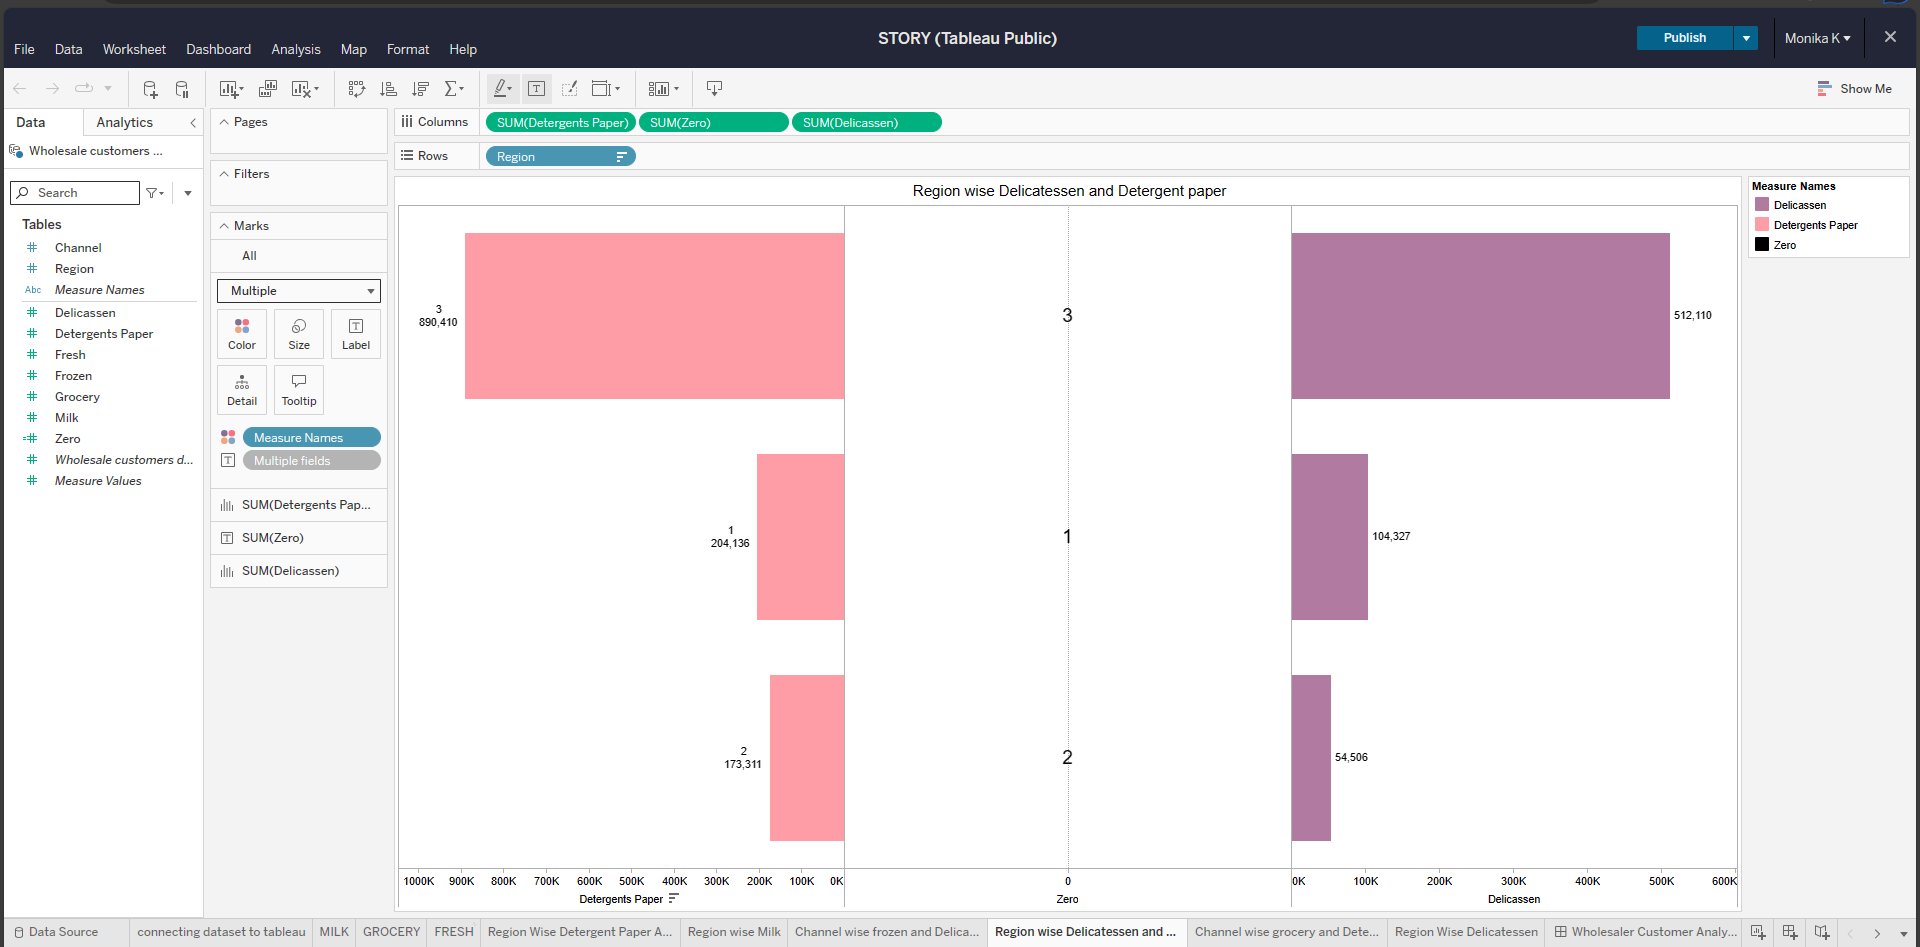 STORY (Tableau Public)
Publish
Monika K
File Data Worksheet Dashboard Analysis Map Format Help
Show Me
Data Analytics
Wholesale customers ...
Search
Tables
Channel
Region
Abc Measure Names
Delicassen
Detergents Paper
Fresh
Frozen
Grocery
Milk
Zero
Wholesale customers d...
Measure Values
Pages
Filters
Marks
All
Multiple
Color Size Label
Detail Tooltip
Measure Names
Multiple fields
SUM(Detergents Pap...
SUM(Zero)
SUM(Delicassen)
Columns SUM(Detergents Paper) SUM(Zero) SUM(Delicassen)
Rows Region
Region wise Delicatessen and Detergent paper
3
890,410
3
512,110
1
204,136
1
104,327
2
173,311
2
54,506
1000K 900K 800K 700K 600K 500K 400K 300K 200K 100K 0K
0
0K 100K 200K 300K 400K 500K 600K
Detergents Paper
Zero
Delicassen
Measure Names
Delicassen
Detergents Paper
Zero
Data Source connecting dataset to tableau MILK GROCERY FRESH Region Wise Detergent Paper A... Region wise Milk Channel wise frozen and Delica... Region wise Delicatessen and ... Channel wise grocery and Dete... Region Wise Delicatessen Wholesaler Customer Analy...